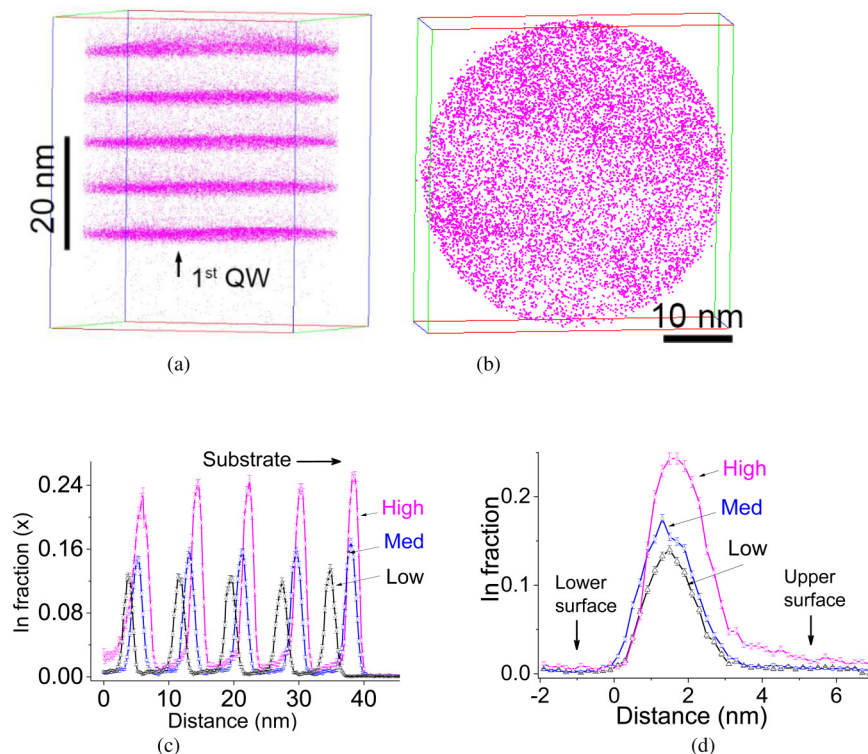 20 nm
1st QW
(a)
10 nm
(b)
Substrate
High
Med
Low
0.24
0.16
0.08
0.00
In fraction (x)
0 10 20 30 40
Distance (nm)
(c)
High
Med
Low
Lower
surface
Upper
surface
0.2
0.1
0.0
In fraction
-2 0 2 4 6
Distance (nm)
(d)